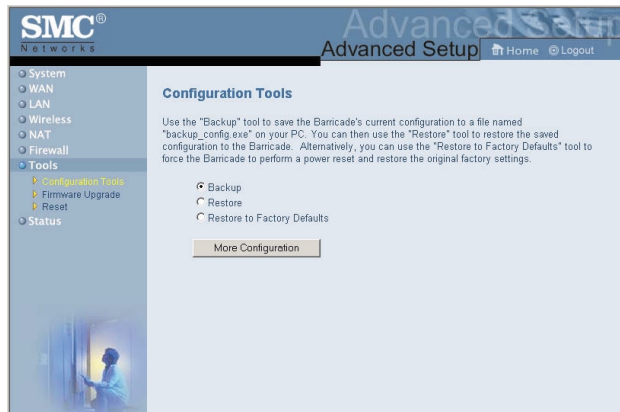 SMC®
Networks
Advanced Setup
Advanced Setup
Home
Logout
System
WAN
LAN
Wireless
NAT
Firewall
Tools
Configuration Tools
Firmware Upgrade
Reset
Status
Configuration Tools
Use the "Backup" tool to save the Barricade's current configuration to a file named
"backup_config.exe" on your PC. You can then use the "Restore" tool to restore the saved
configuration to the Barricade. Alternatively, you can use the "Restore to Factory Defaults" tool to
force the Barricade to perform a power reset and restore the original factory settings.
Backup
Restore
Restore to Factory Defaults
More Configuration